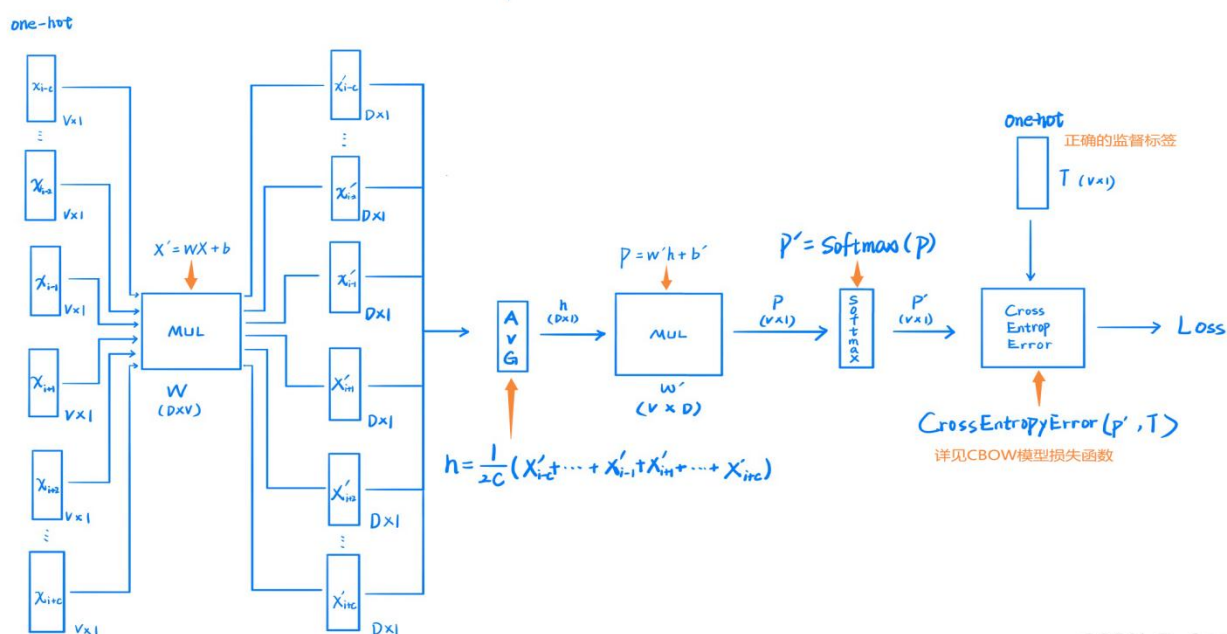 one-hot
xi-c
V×1
⋮
xi-2
V×1
xi-1
V×1
xi+1
V×1
xi+2
V×1
⋮
xi+c
V×1
X′=WX+b
MUL
W
(D×V)
x′i-c
D×1
⋮
x′i-2
D×1
x′i-1
D×1
X′i+1
D×1
X′i+2
D×1
⋮
X′i+c
D×1
AVG
h=1/2C(X′i-c+⋯+X′i-1+X′i+1+⋯+X′i+c)
h
(D×1)
P=w′h+b′
MUL
w′
(V×D)
P
(V×1)
P′=Softmax(P)
Softmax
P′
(V×1)
one-hot
正确的监督标签
T (V×1)
Cross
Entrop
Error
Loss
CrossEntropyError(P′,T)
详见CBOW模型损失函数